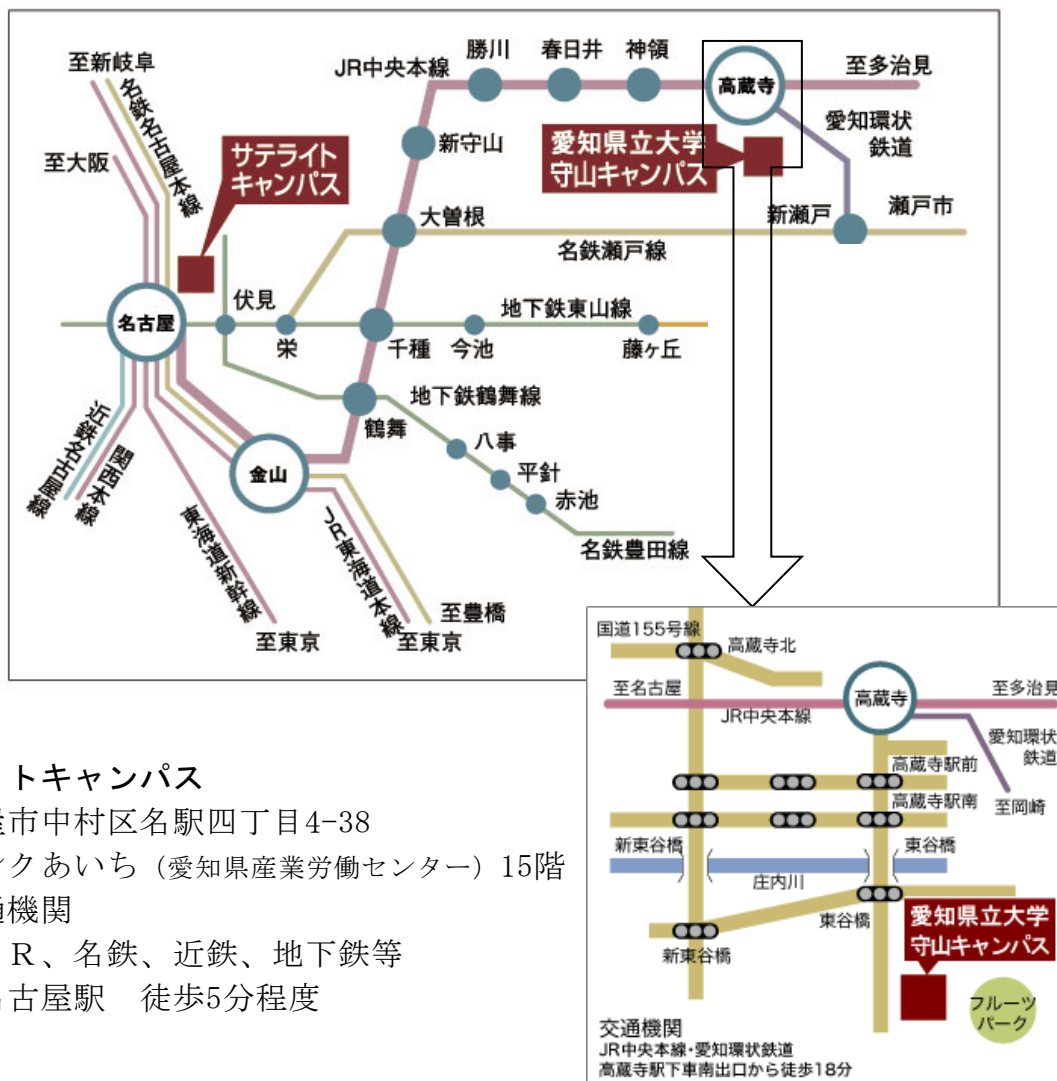 至新岐阜
名鉄名古屋本線
至大阪
サテライト
キャンパス
JR中央本線
勝川
春日井
神領
高蔵寺
至多治見
新守山
愛知県立大学
守山キャンパス
愛知環状
鉄道
大曽根
新瀬戸
瀬戸市
名鉄瀬戸線
名古屋
伏見
栄
千種
今池
地下鉄東山線
藤ヶ丘
地下鉄鶴舞線
鶴舞
八事
平針
赤池
名鉄豊田線
金山
近鉄名古屋線
関西本線
東海道新幹線
JR東海道本線
至豊橋
至東京
至東京
国道155号線
高蔵寺北
至名古屋
高蔵寺
至多治見
JR中央本線
愛知環状
鉄道
高蔵寺駅前
高蔵寺駅南
至岡崎
新東谷橋
東谷橋
庄内川
東谷橋
新東谷橋
愛知県立大学
守山キャンパス
フルーツ
パーク
交通機関
JR中央本線・愛知環状鉄道
高蔵寺駅下車南出口から徒歩18分
トキャンパス
市中村区名駅四丁目4-38
クあいち（愛知県産業労働センター）15階
機関
R、名鉄、近鉄、地下鉄等
古屋駅　徒歩5分程度